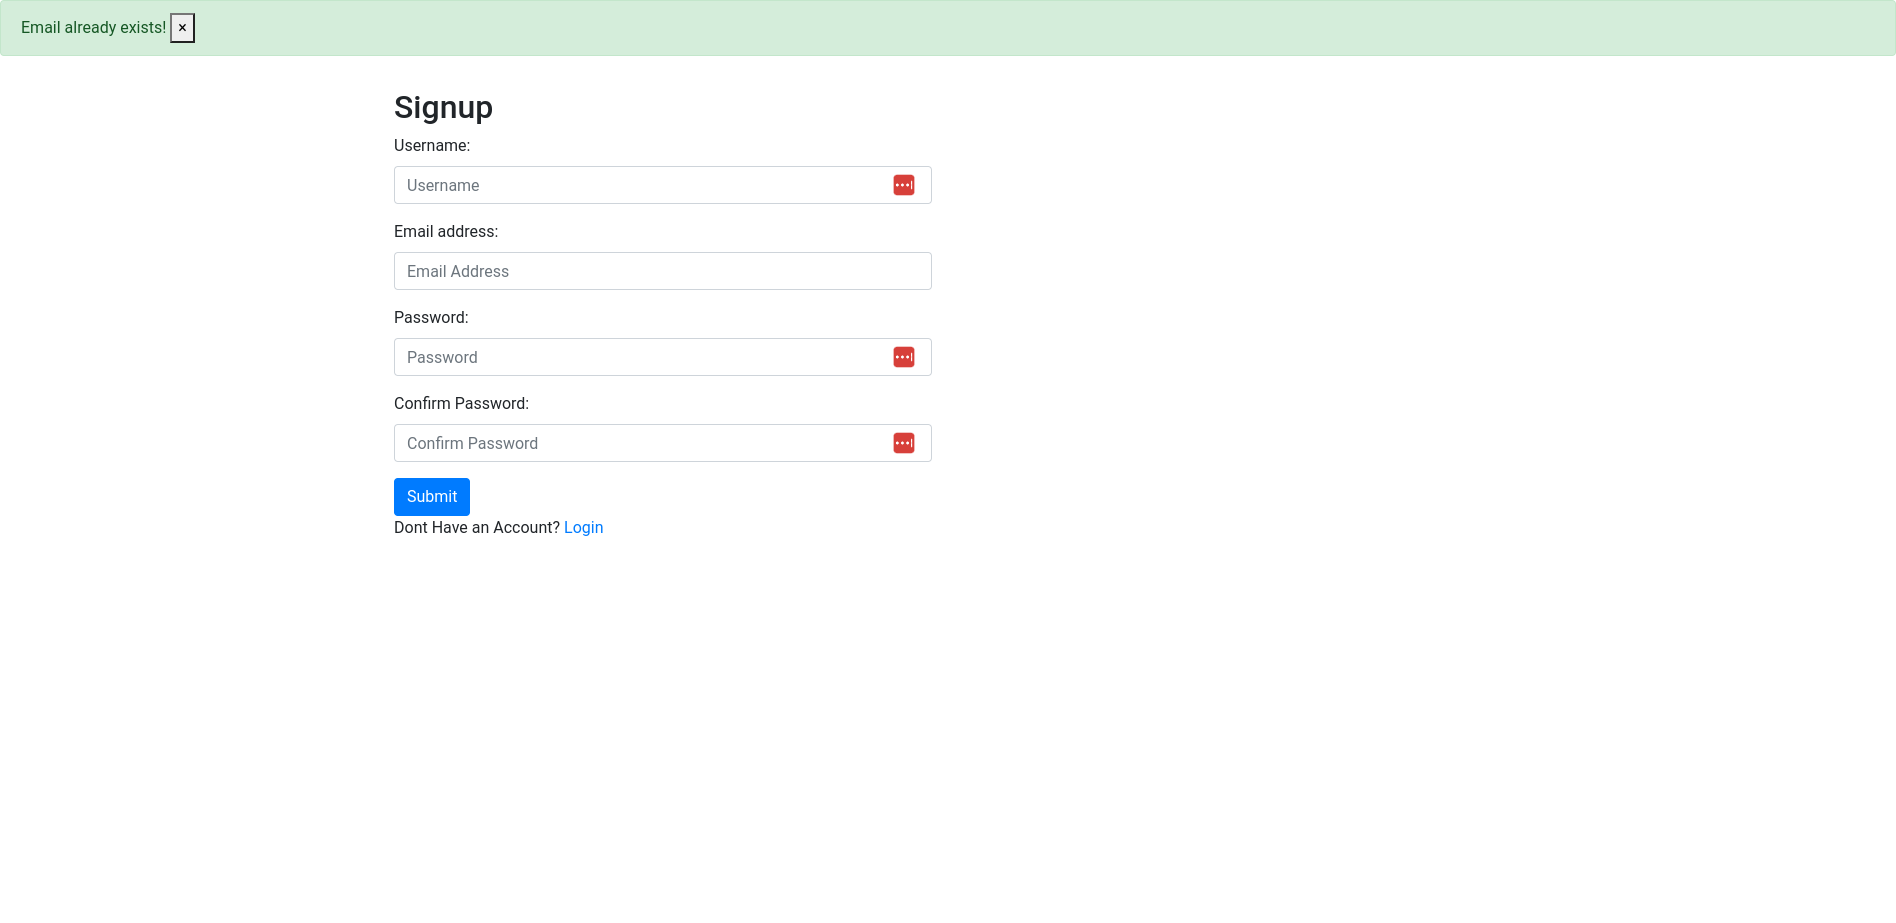 Email already exists! ×
Signup
Username:
Username
Email address:
Email Address
Password:
Password
Confirm Password:
Confirm Password
Submit
Dont Have an Account? Login